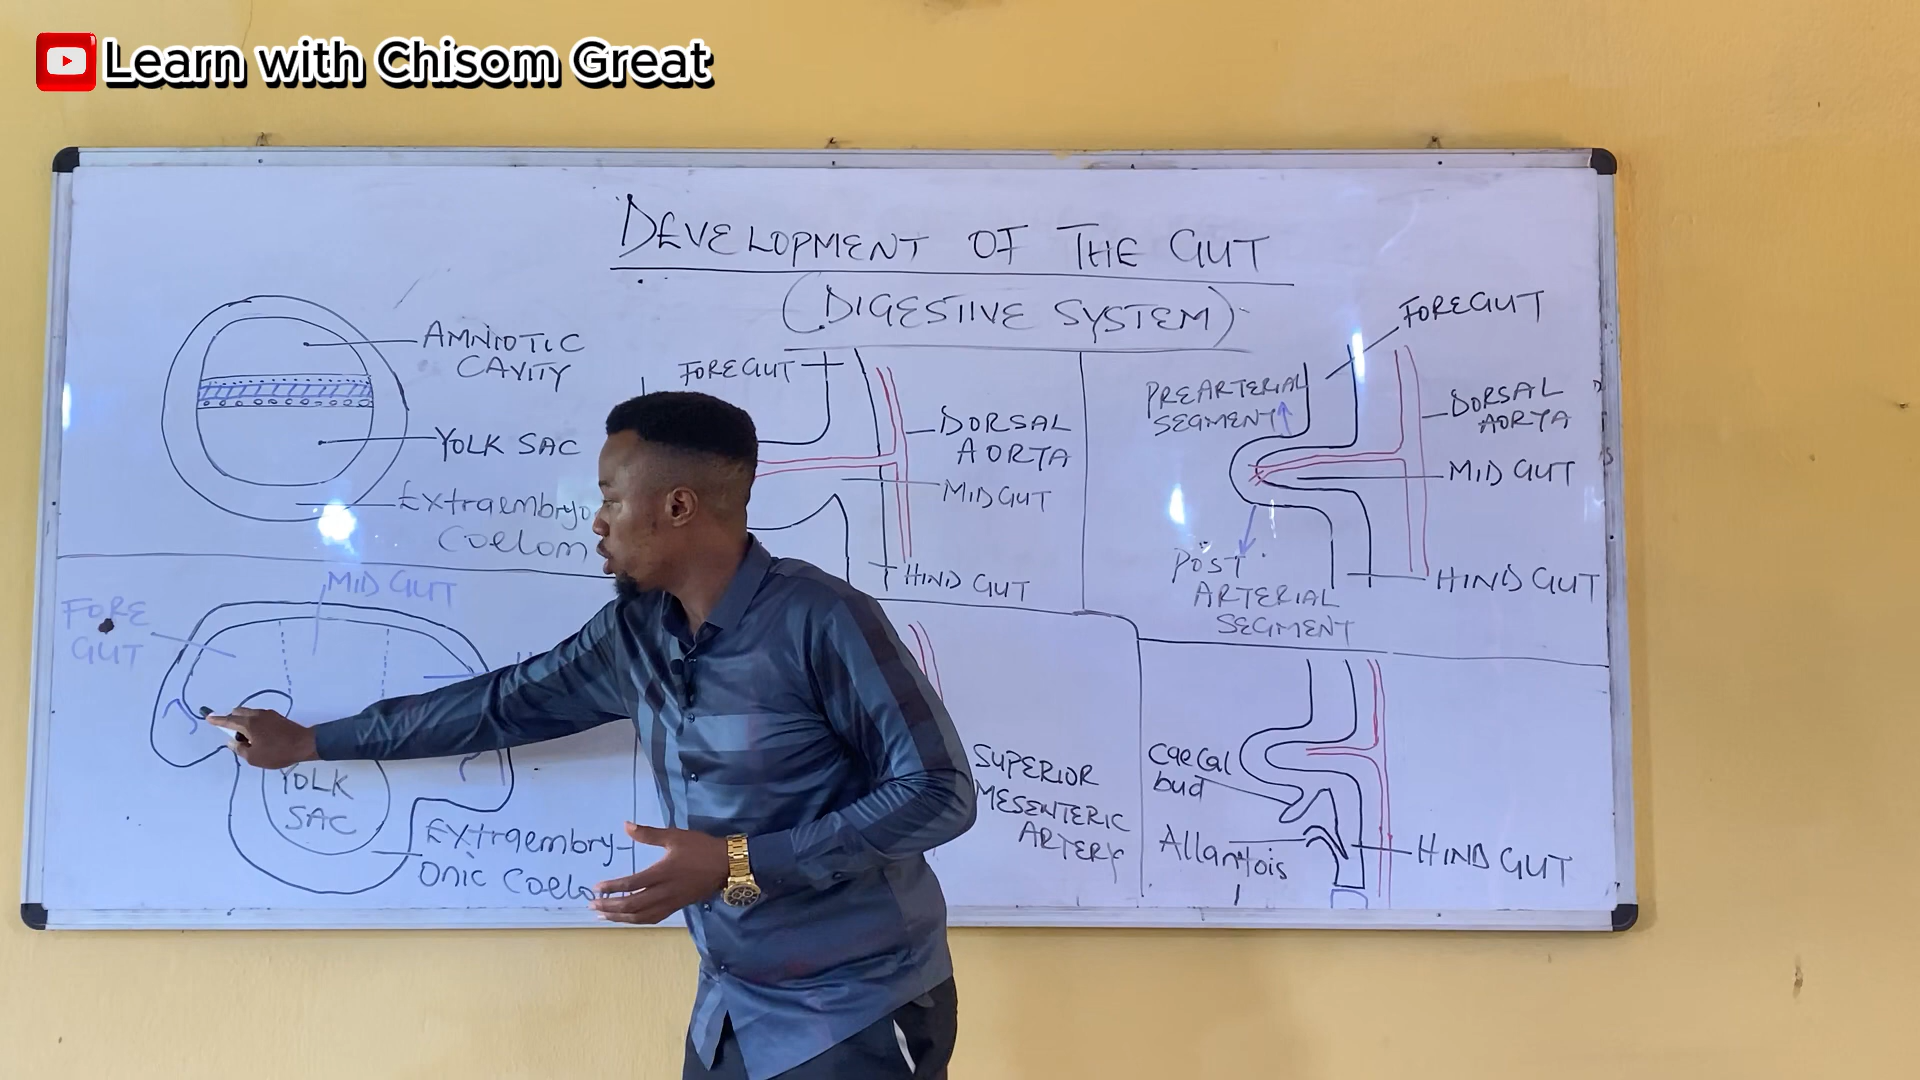 Learn with Chisom Great
DEVELOPMENT OF THE GUT
(DIGESTIVE SYSTEM)
AMNIOTIC
CAVITY
YOLK SAC
Extraembryo
Coelom
FOREGUT
DORSAL
AORTA
MIDGUT
HIND GUT
FOREGUT
PREARTERIAL
SEGMENT
DORSAL
AORTA
MID GUT
POST
ARTERIAL
SEGMENT
HIND GUT
MID GUT
FORE
GUT
YOLK
SAC
Extraembry-
onic Coelo
SUPERIOR
MESENTERIC
ARTERY
Caecal
bud
Allantois
HIND GUT